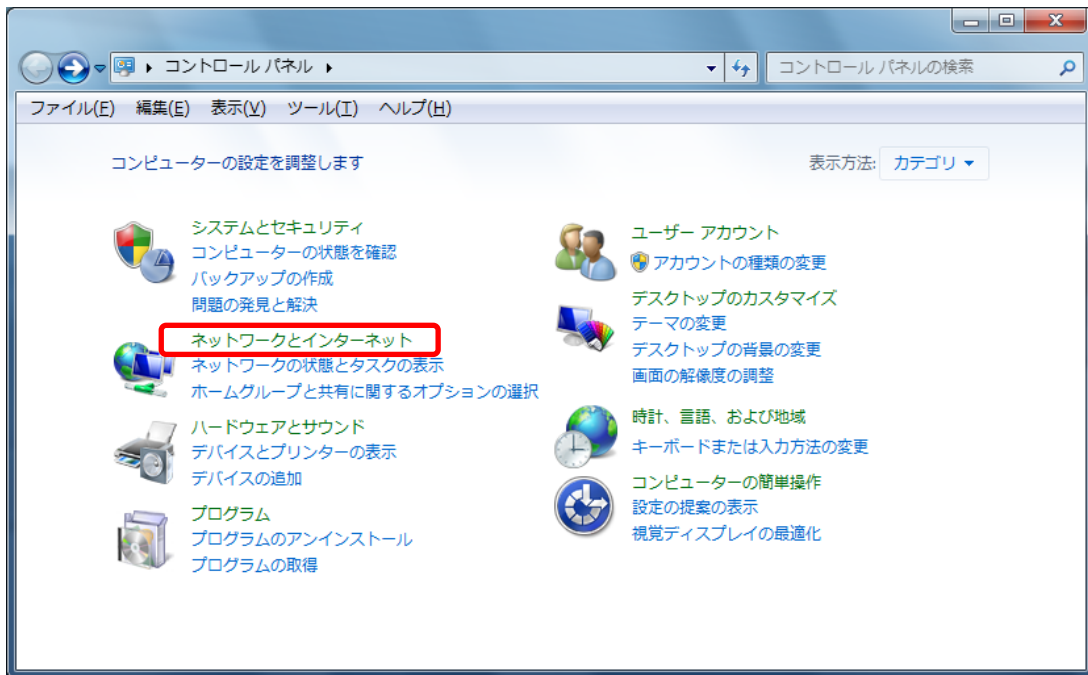 コントロール パネル
コントロール パネルの検索
ファイル(F) 編集(E) 表示(V) ツール(T) ヘルプ(H)
コンピューターの設定を調整します
表示方法: カテゴリ
システムとセキュリティ
コンピューターの状態を確認
バックアップの作成
問題の発見と解決
ネットワークとインターネット
ネットワークの状態とタスクの表示
ホームグループと共有に関するオプションの選択
ハードウェアとサウンド
デバイスとプリンターの表示
デバイスの追加
プログラム
プログラムのアンインストール
プログラムの取得
ユーザー アカウント
アカウントの種類の変更
デスクトップのカスタマイズ
テーマの変更
デスクトップの背景の変更
画面の解像度の調整
時計、言語、および地域
キーボードまたは入力方法の変更
コンピューターの簡単操作
設定の提案の表示
視覚ディスプレイの最適化